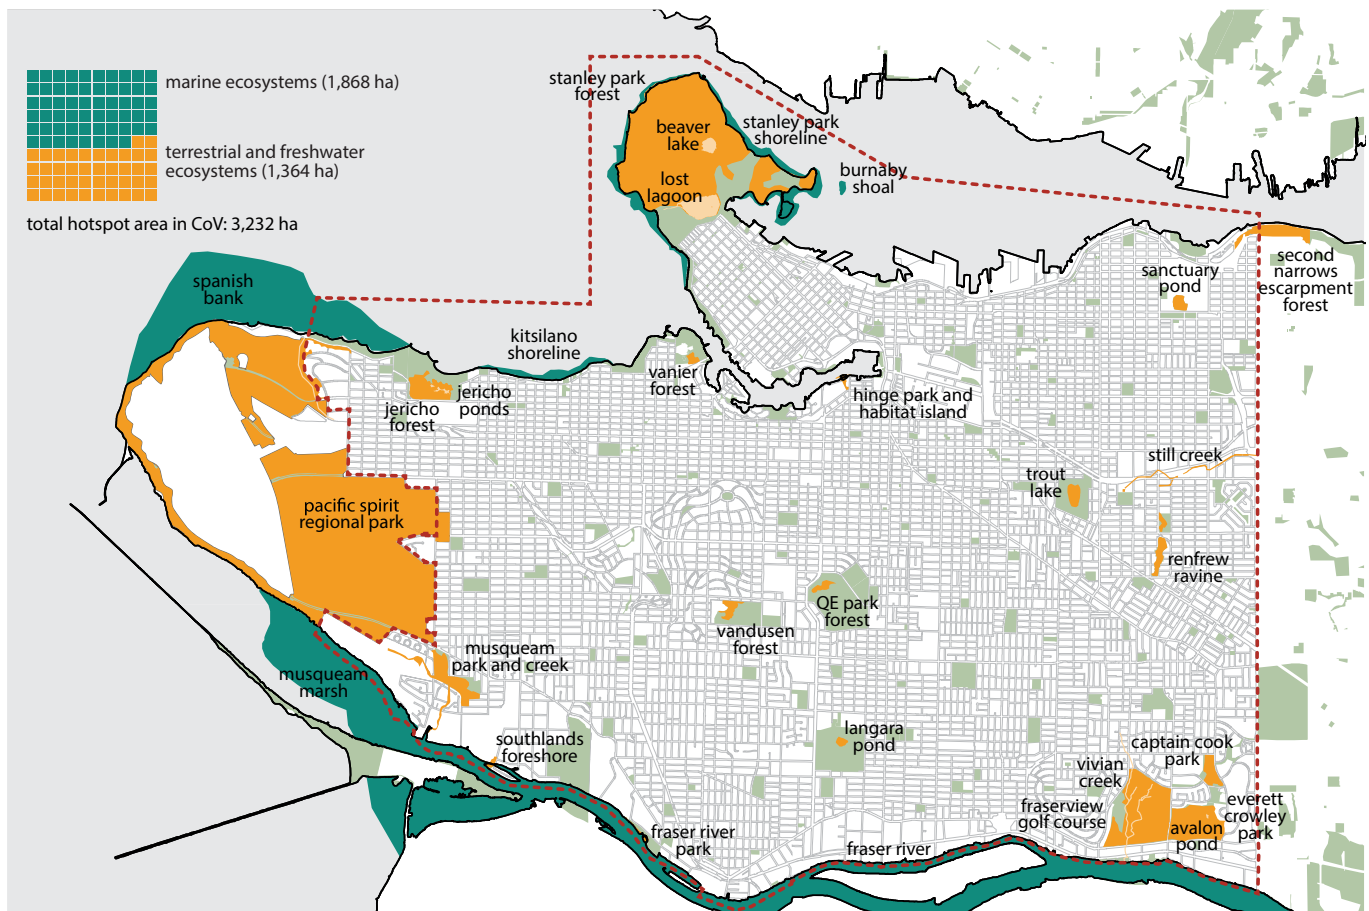 marine ecosystems (1,868 ha)
terrestrial and freshwater
ecosystems (1,364 ha)
total hotspot area in CoV: 3,232 ha
stanley park
forest
beaver
lake
stanley park
shoreline
lost
lagoon
burnaby
shoal
spanish
bank
kitsilano
shoreline
sanctuary
pond
second
narrows
escarpment
forest
vanier
forest
jericho
ponds
jericho
forest
hinge park and
habitat island
still creek
trout
lake
pacific spirit
regional park
renfrew
ravine
QE park
forest
vandusen
forest
musqueam
park and creek
musqueam
marsh
langara
pond
southlands
foreshore
captain cook
park
vivian
creek
fraserview
golf course
everett
crowley
park
avalon
pond
fraser river
park
fraser river